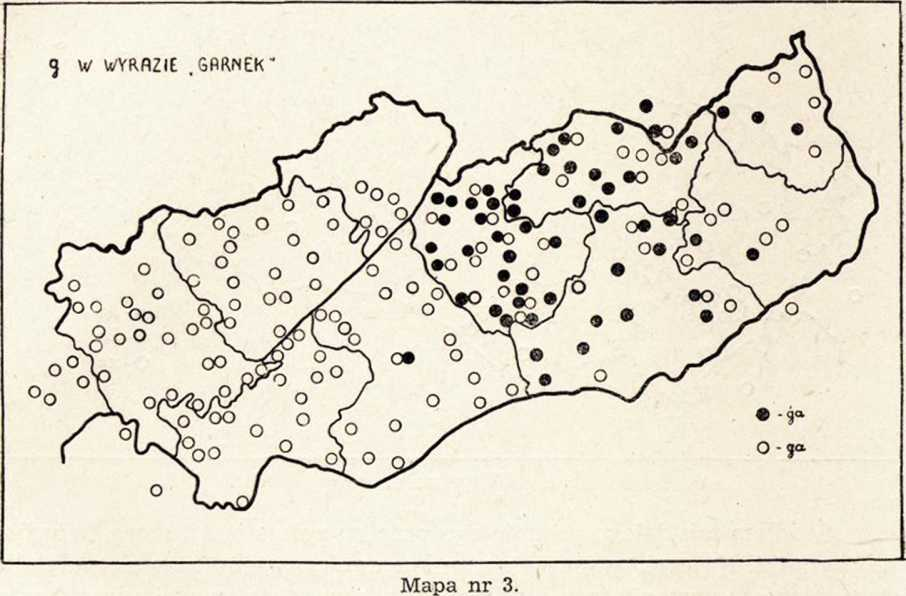 g W WYRAZIE „GARNEK"
- ǵa
- ga
Mapa nr 3.